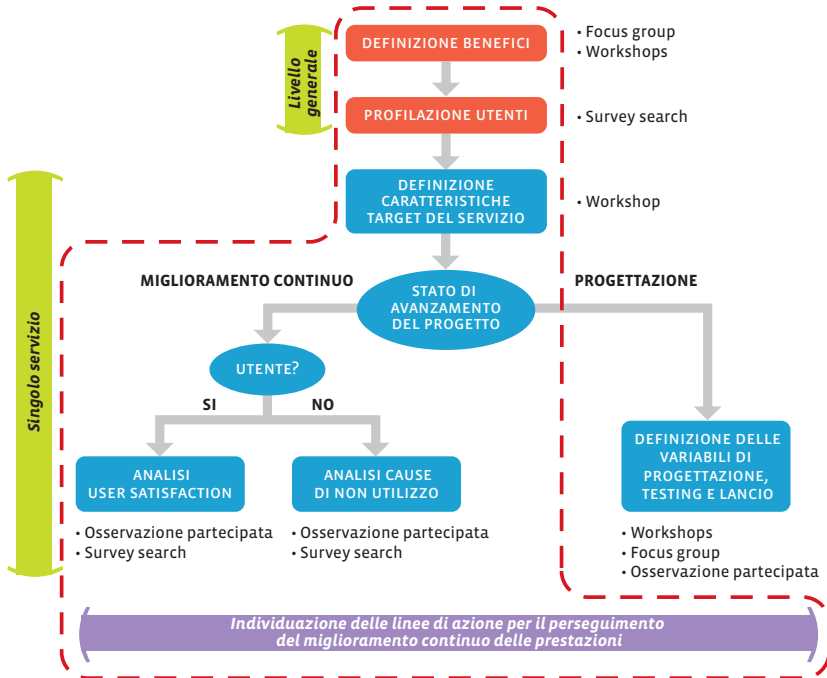 Livello
generale
DEFINIZIONE BENEFICI
• Focus group
• Workshops
PROFILAZIONE UTENTI
• Survey search
Singolo servizio
DEFINIZIONE
CARATTERISTICHE
TARGET DEL SERVIZIO
• Workshop
MIGLIORAMENTO CONTINUO
STATO DI
AVANZAMENTO
DEL PROGETTO
PROGETTAZIONE
UTENTE?
SI
NO
ANALISI
USER SATISFACTION
• Osservazione partecipata
• Survey search
ANALISI CAUSE
DI NON UTILIZZO
• Osservazione partecipata
• Survey search
DEFINIZIONE DELLE
VARIABILI DI
PROGETTAZIONE,
TESTING E LANCIO
• Workshops
• Focus group
• Osservazione partecipata
Individuazione delle linee di azione per il perseguimento
del miglioramento continuo delle prestazioni